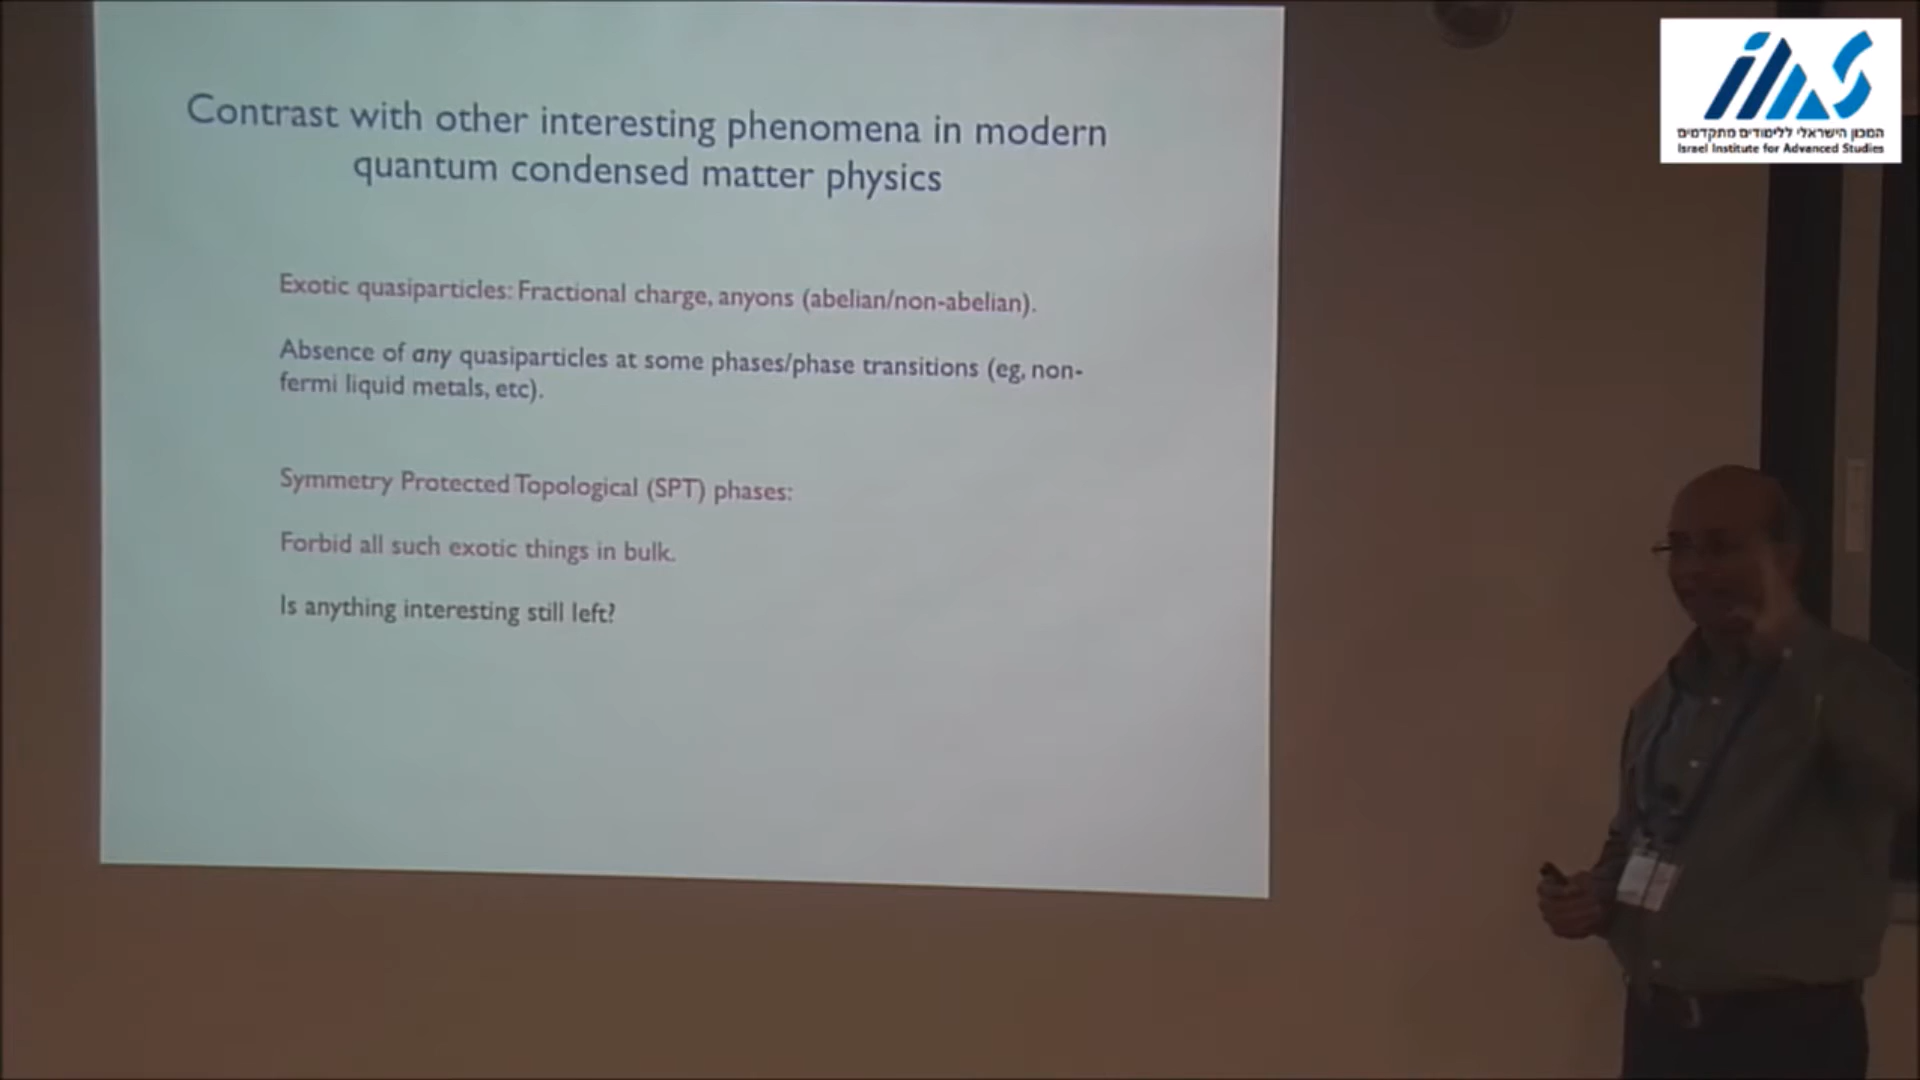 Contrast with other interesting phenomena in modern
quantum condensed matter physics
Exotic quasiparticles: Fractional charge, anyons (abelian/non-abelian).
Absence of any quasiparticles at some phases/phase transitions (eg, non-
fermi liquid metals, etc).
Symmetry Protected Topological (SPT) phases:
Forbid all such exotic things in bulk.
Is anything interesting still left?
ιιas
המכון הישראלי ללימודים מתקדמים
Israel Institute for Advanced Studies